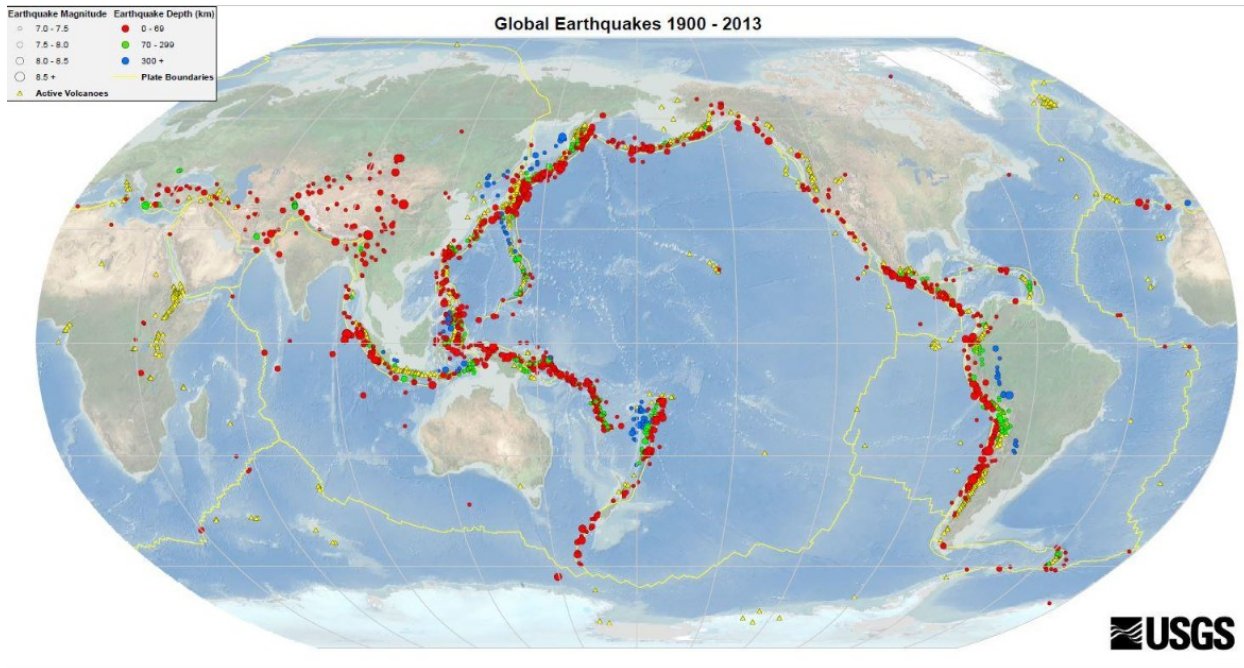 Global Earthquakes 1900 - 2013
Earthquake Magnitude
7.0 - 7.5
7.5 - 8.0
8.0 - 8.5
8.5 +
Active Volcanoes
Earthquake Depth (km)
0 - 69
70 - 299
300 +
Plate Boundaries
USGS